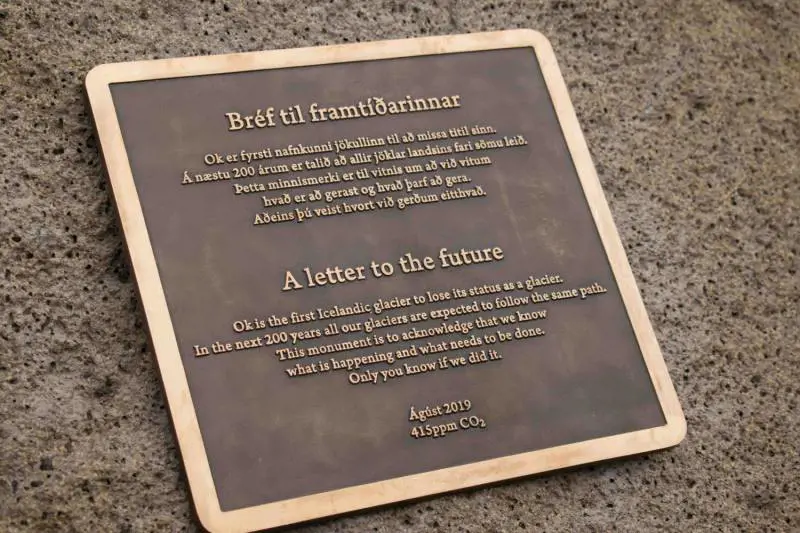 Bréf til framtíðarinnar
Ok er fyrsti nafnkunni jökullinn til að missa titil sinn.
Á næstu 200 árum er talið að allir jöklar landsins fari sömu leið.
Þetta minnismerki er til vitnis um að við vitum
hvað er að gerast og hvað þarf að gera.
Aðeins þú veist hvort við gerðum eitthvað.
A letter to the future
Ok is the first Icelandic glacier to lose its status as a glacier.
In the next 200 years all our glaciers are expected to follow the same path.
This monument is to acknowledge that we know
what is happening and what needs to be done.
Only you know if we did it.
Ágúst 2019
415ppm CO₂